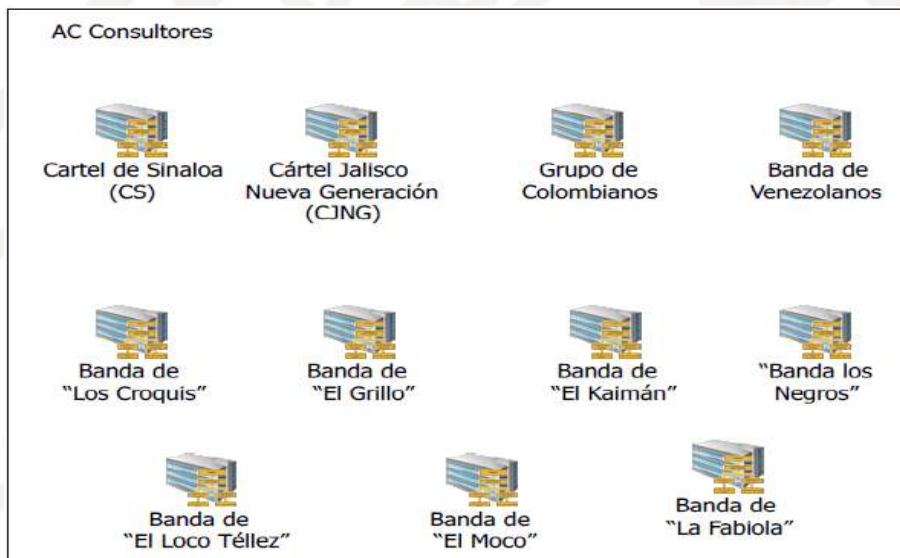 AC Consultores
Cartel de Sinaloa
(CS)
Cártel Jalisco
Nueva Generación
(CJNG)
Grupo de
Colombianos
Banda de
Venezolanos
Banda de
“Los Croquis”
Banda de
“El Grillo”
Banda de
“El Kaimán”
“Banda los
Negros”
Banda de
“El Loco Téllez”
Banda de
“El Moco”
Banda de
“La Fabiola”